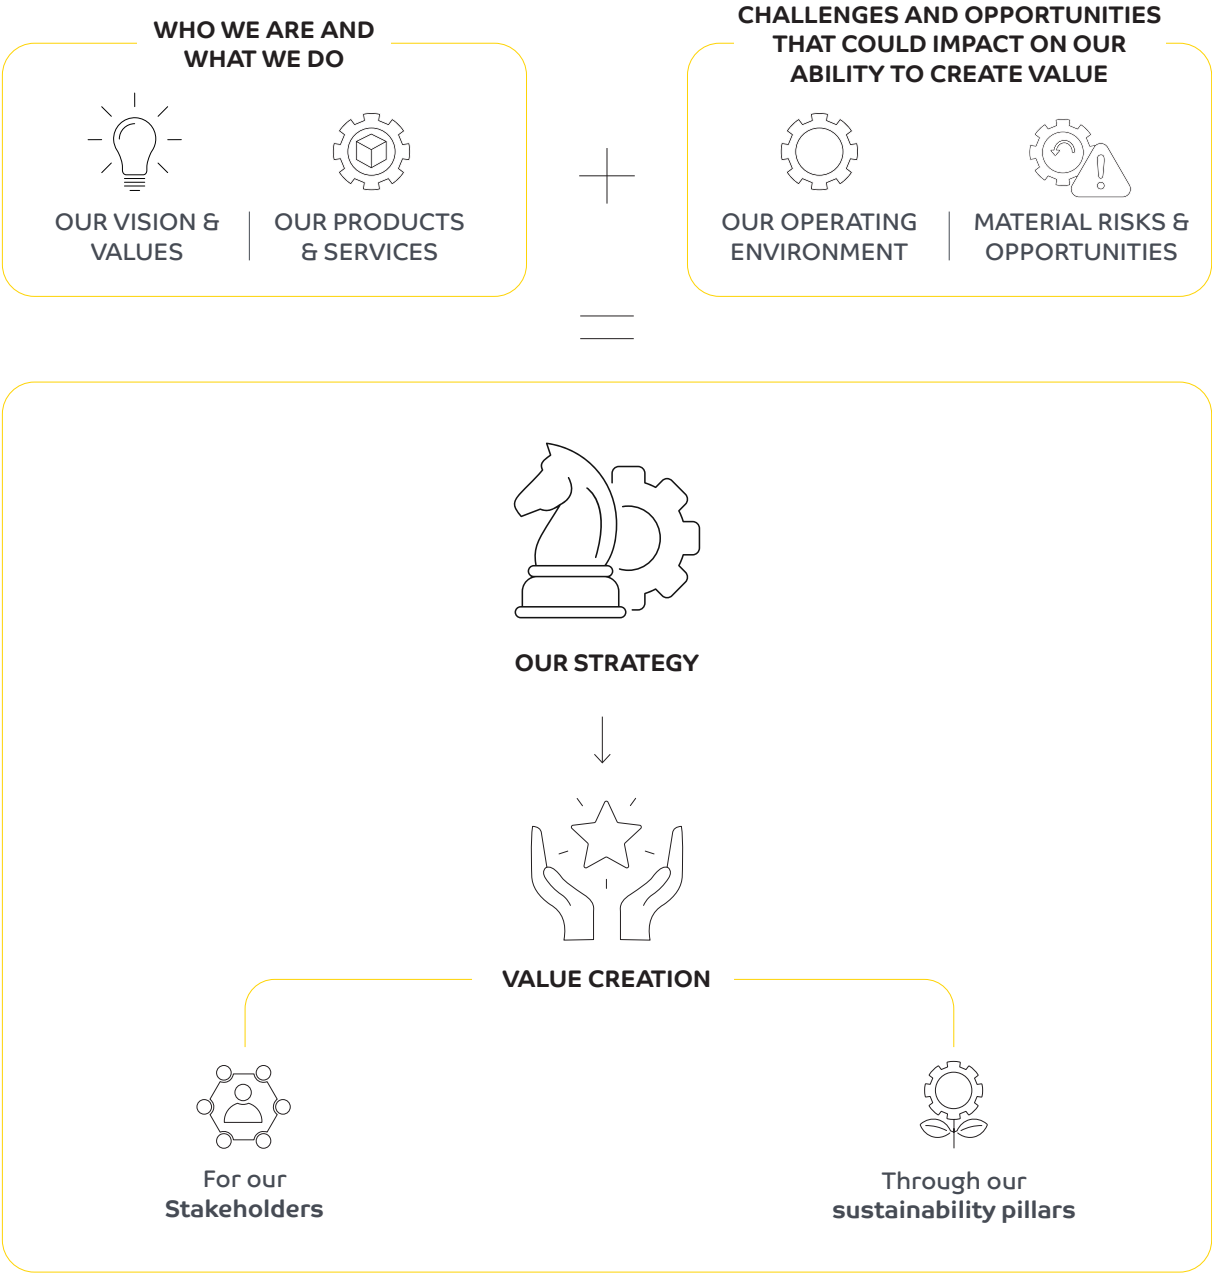 WHO WE ARE AND
WHAT WE DO
OUR VISION &
VALUES
OUR PRODUCTS
& SERVICES
CHALLENGES AND OPPORTUNITIES
THAT COULD IMPACT ON OUR
ABILITY TO CREATE VALUE
OUR OPERATING
ENVIRONMENT
MATERIAL RISKS &
OPPORTUNITIES
OUR STRATEGY
VALUE CREATION
For our
Stakeholders
Through our
sustainability pillars